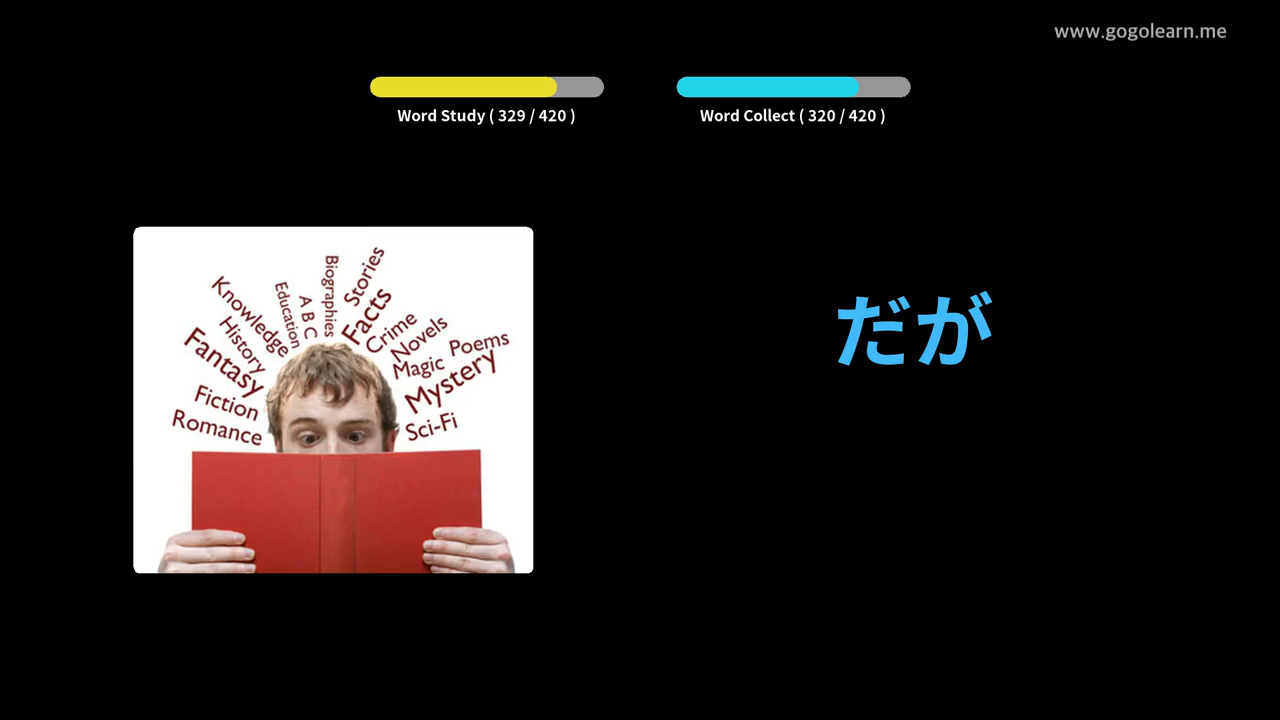 www.gogolearn.me
Word Study ( 329 / 420 )
Word Collect ( 320 / 420 )
だが
Biographies
Stories
Education
A B C
Facts
Knowledge
Crime
History
Novels
Poems
Fantasy
Magic
Mystery
Fiction
Romance
Sci-Fi